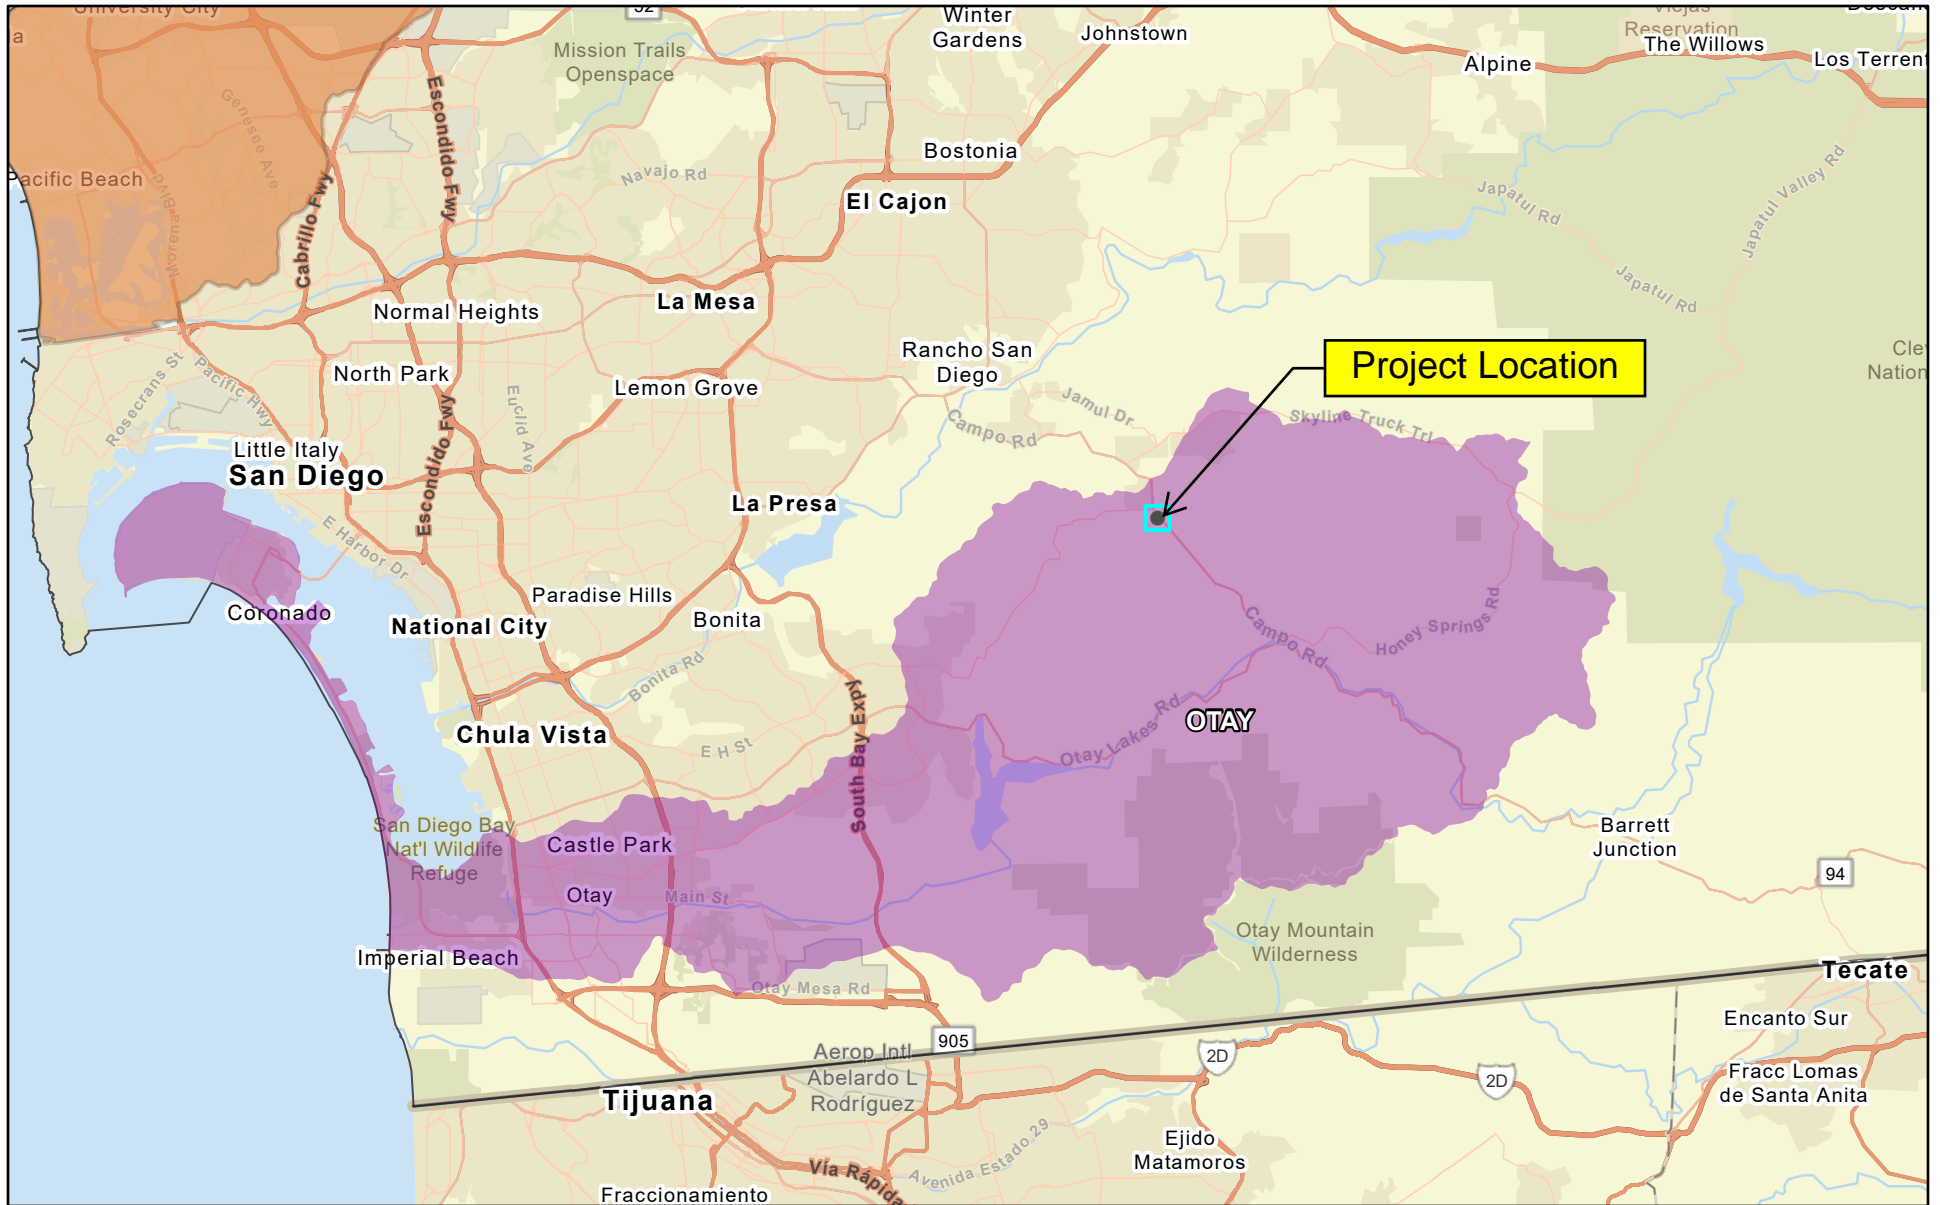 University City
52
Winter
Gardens
Johnstown
Viejas
Reservation
The Willows
Los Terren
Alpine
Mission Trails
Openspace
Escondido Fwy
Genesee Ave
Bostonia
Navajo Rd
El Cajon
Japatul Rd
Japatul Valley Rd
Pacific Beach
Morena Blvd
Cabrillo Fwy
Japatul Rd
Normal Heights
La Mesa
Rancho San
Diego
Project Location
Cle
Nation
North Park
Lemon Grove
Rosecrans St
Pacific Hwy
Euclid Ave
Escondido Fwy
Jamul Dr
Campo Rd
Skyline Truck Trl
Little Italy
San Diego
La Presa
E Harbor Dr
Coronado
Paradise Hills
National City
Bonita
Bonita Rd
Campo Rd
Honey Springs Rd
Chula Vista
E H St
South Bay Expy
Otay Lakes Rd
OTAY
San Diego Bay
Nat'l Wildlife
Refuge
Castle Park
Otay
Main St
Barrett
Junction
94
Imperial Beach
Otay Mountain
Wilderness
Otay Mesa Rd
Tecate
905
Encanto Sur
Aerop Intl
Abelardo L
Rodríguez
2D
2D
Fracc Lomas
de Santa Anita
Tijuana
Ejido
Matamoros
Avenida Estado 29
Vía Rápida
Fraccionamiento